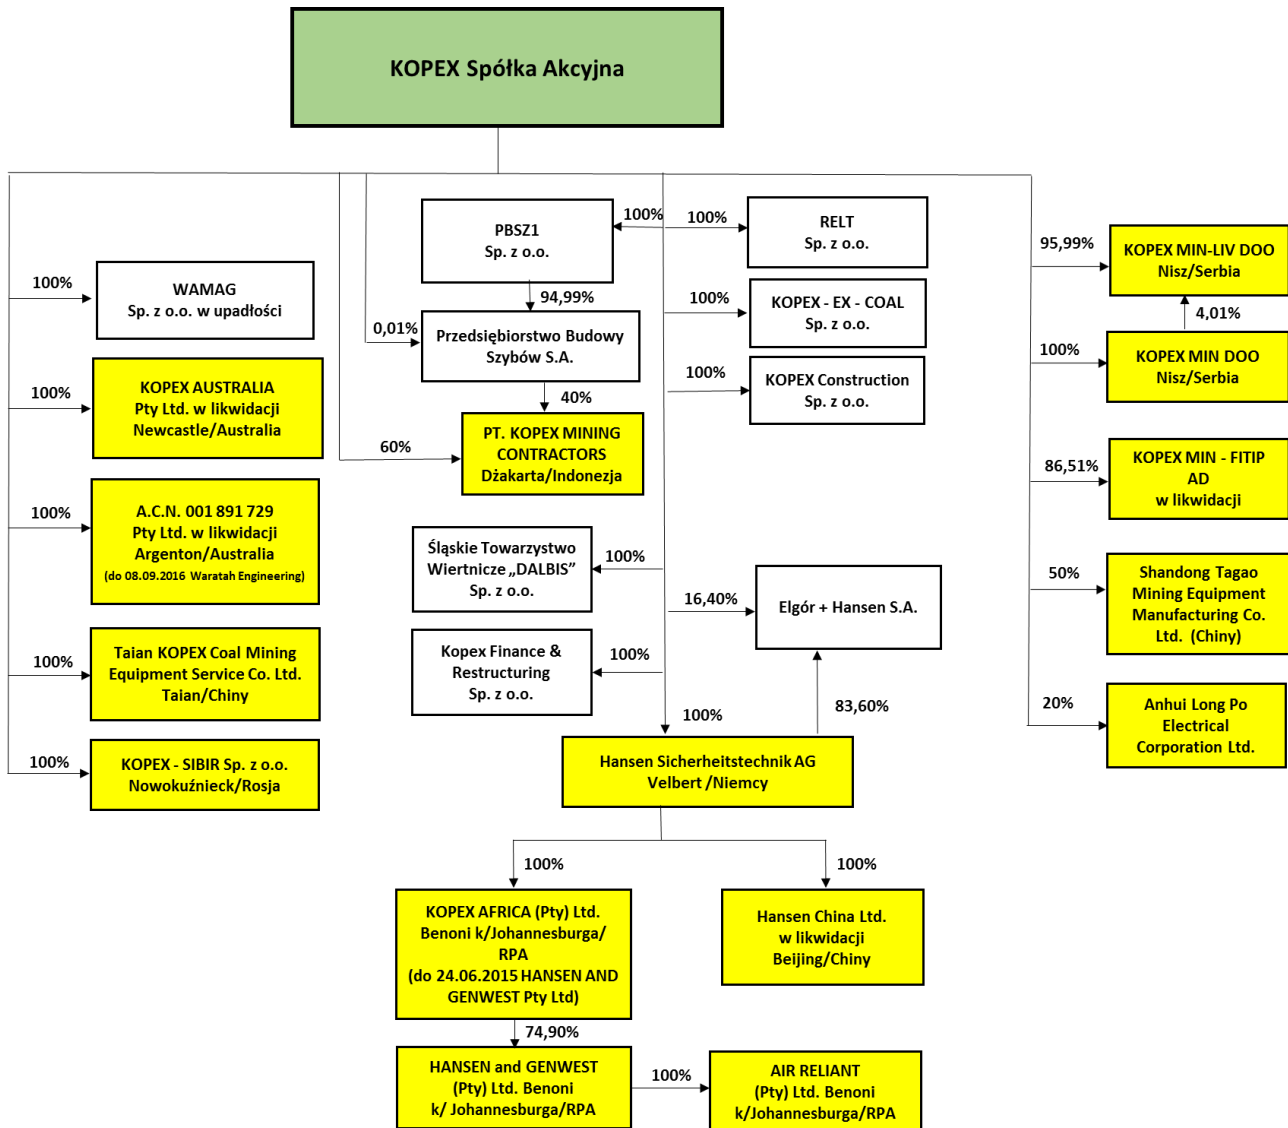 KOPEX Spółka Akcyjna
100%
WAMAG
Sp. z o.o. w upadłości
100%
KOPEX AUSTRALIA
Pty Ltd. w likwidacji
Newcastle/Australia
100%
A.C.N. 001 891 729
Pty Ltd. w likwidacji
Argenton/Australia
(do 08.09.2016 Waratah Engineering)
100%
Taian KOPEX Coal Mining
Equipment Service Co. Ltd.
Taian/Chiny
100%
KOPEX - SIBIR Sp. z o.o.
Nowokuźnieck/Rosja
PBSZ1
Sp. z o.o.
100%
94,99%
0,01%
Przedsiębiorstwo Budowy
Szybów S.A.
40%
60%
PT. KOPEX MINING
CONTRACTORS
Dżakarta/Indonezja
Śląskie Towarzystwo
Wiertnicze „DALBIS”
Sp. z o.o.
100%
Kopex Finance &
Restructuring
Sp. z o.o.
100%
100%
RELT
Sp. z o.o.
100%
KOPEX - EX - COAL
Sp. z o.o.
100%
KOPEX Construction
Sp. z o.o.
16,40%
Elgór + Hansen S.A.
83,60%
100%
Hansen Sicherheitstechnik AG
Velbert /Niemcy
95,99%
KOPEX MIN-LIV DOO
Nisz/Serbia
4,01%
100%
KOPEX MIN DOO
Nisz/Serbia
86,51%
KOPEX MIN - FITIP
AD
w likwidacji
50%
Shandong Tagao
Mining Equipment
Manufacturing Co.
Ltd. (Chiny)
20%
Anhui Long Po
Electrical
Corporation Ltd.
100%
KOPEX AFRICA (Pty) Ltd.
Benoni k/Johannesburga/
RPA
(do 24.06.2015 HANSEN AND
GENWEST Pty Ltd)
100%
Hansen China Ltd.
w likwidacji
Beijing/Chiny
74,90%
HANSEN and GENWEST
(Pty) Ltd. Benoni
k/ Johannesburga/RPA
100%
AIR RELIANT
(Pty) Ltd. Benoni
k/Johannesburga/RPA